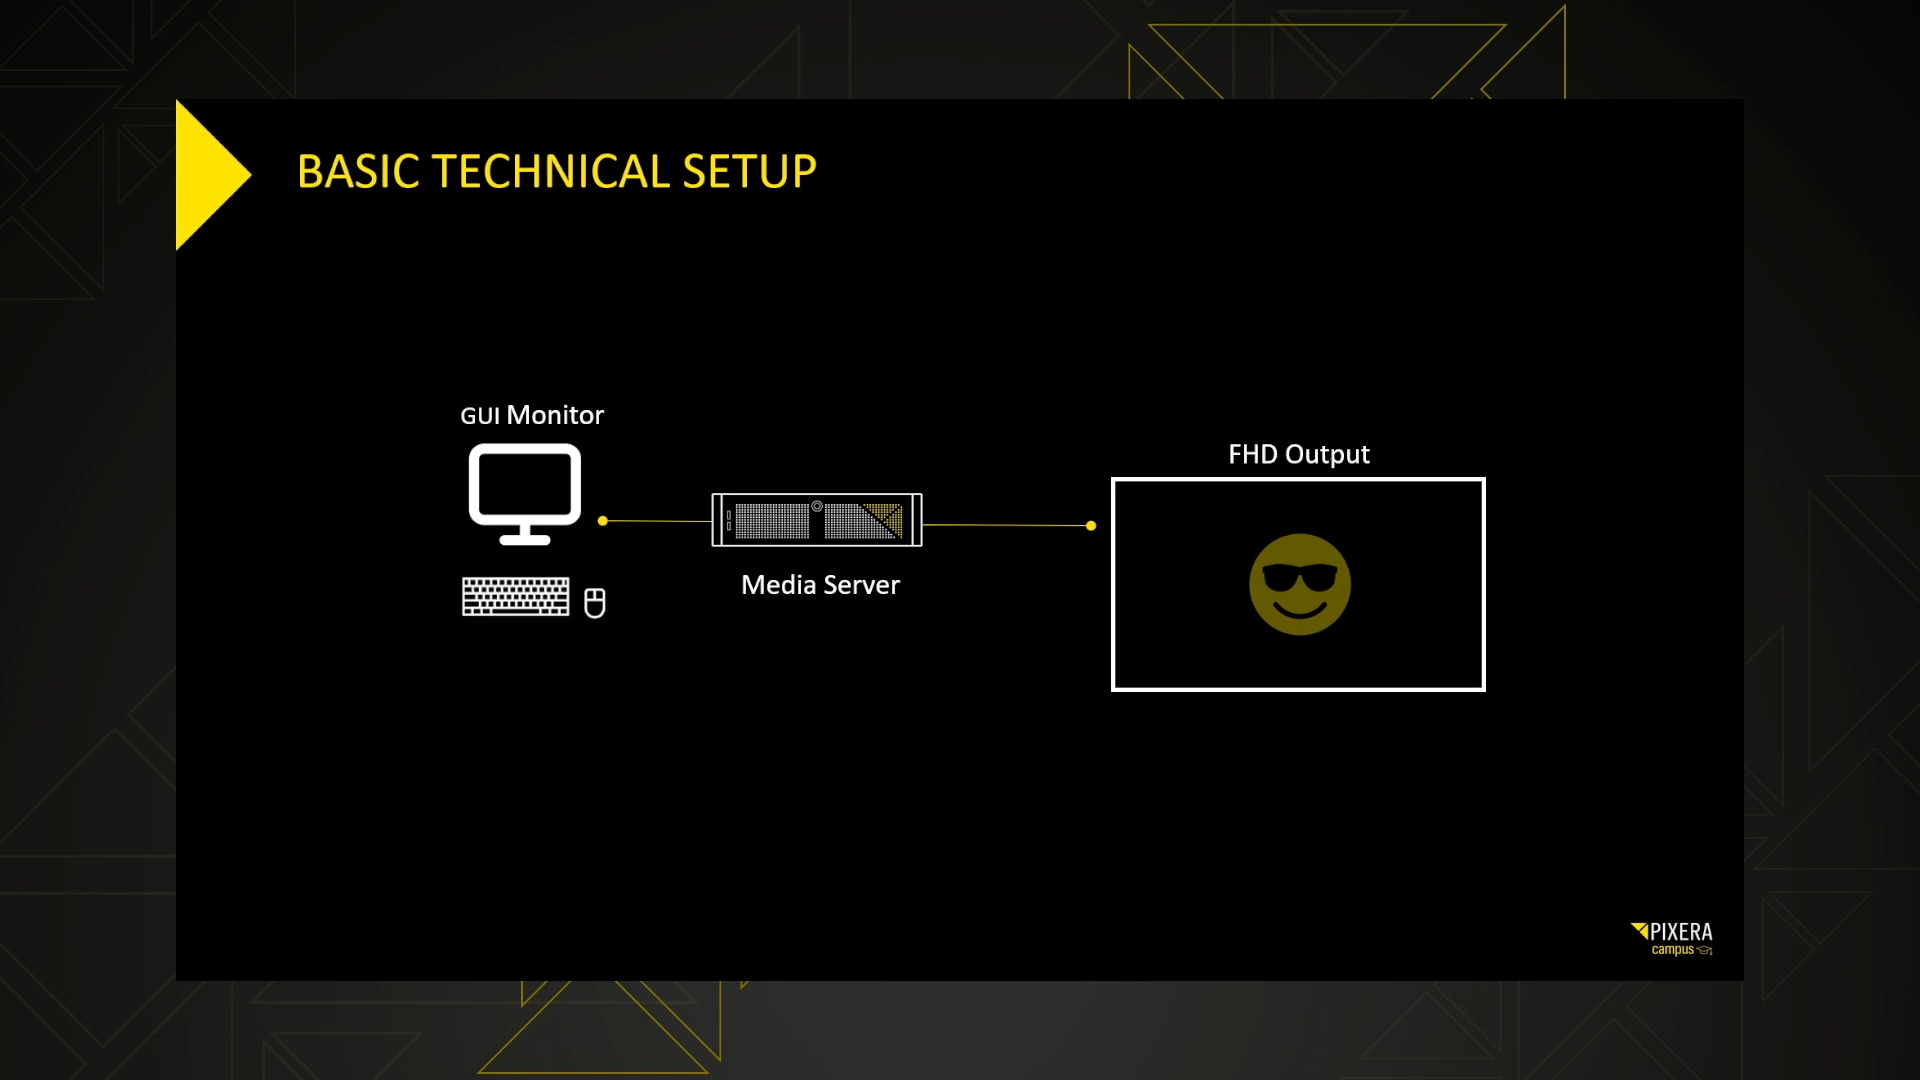 BASIC TECHNICAL SETUP
GUI Monitor
FHD Output
Media Server
PIXERA
campus